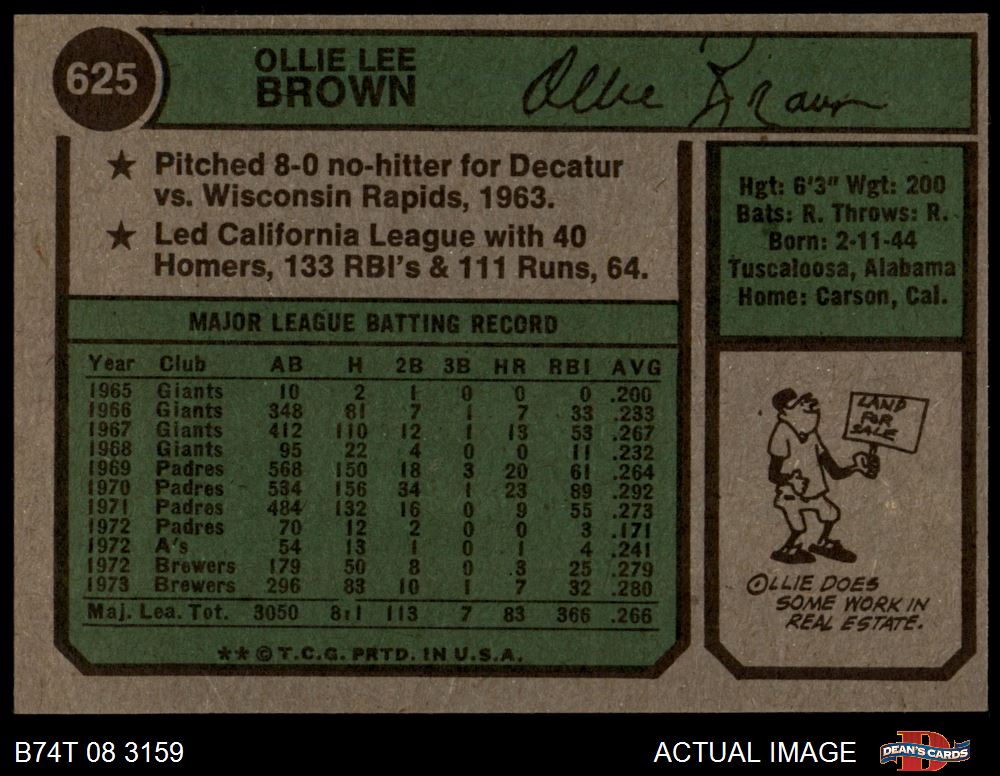 625
OLLIE LEE
BROWN
Ollie Brown
★ Pitched 8-0 no-hitter for Decatur
vs. Wisconsin Rapids, 1963.
★ Led California League with 40
Homers, 133 RBI's & 111 Runs, 64.
Hgt: 6'3" Wgt: 200
Bats: R. Throws: R.
Born: 2-11-44
Tuscaloosa, Alabama
Home: Carson, Cal.
MAJOR LEAGUE BATTING RECORD
Year Club AB H 2B 3B HR RBI AVG
1965 Giants 10 2 1 0 0 0 .200
1966 Giants 348 81 7 1 7 33 .233
1967 Giants 412 110 12 1 13 53 .267
1968 Giants 95 22 4 0 0 11 .232
1969 Padres 568 150 18 3 20 61 .264
1970 Padres 534 156 34 1 23 89 .292
1971 Padres 484 132 16 0 9 55 .273
1972 Padres 70 12 2 0 0 3 .171
1972 A's 54 13 1 0 1 4 .241
1972 Brewers 179 50 8 0 3 25 .279
1973 Brewers 296 83 10 1 7 32 .280
Maj. Lea. Tot. 3050 811 113 7 83 366 .266
** © T.C.G. PRTD. IN U.S.A.
LAND
FOR
SALE
OLLIE DOES
SOME WORK IN
REAL ESTATE.
B74T 08 3159
ACTUAL IMAGE
D
DEAN'S CARDS